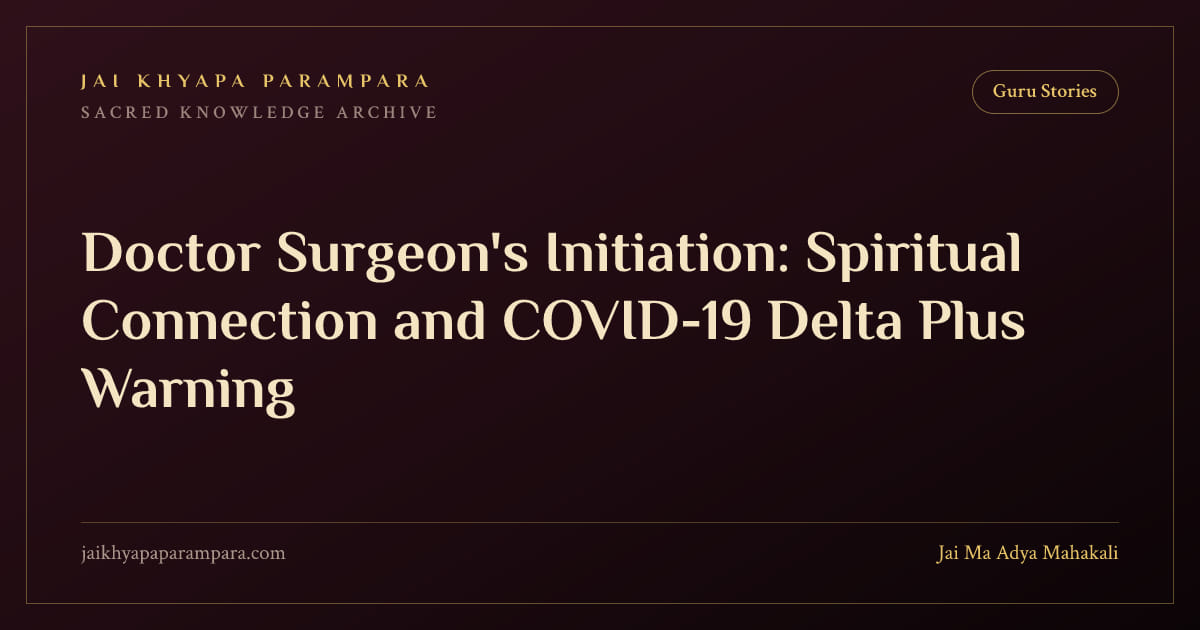 JAI KHYAPA PARAMPARA
SACRED KNOWLEDGE ARCHIVE
Guru Stories
Doctor Surgeon's Initiation: Spiritual
Connection and COVID-19 Delta Plus
Warning
jaikhyapaparampara.com
Jai Ma Adya Mahakali